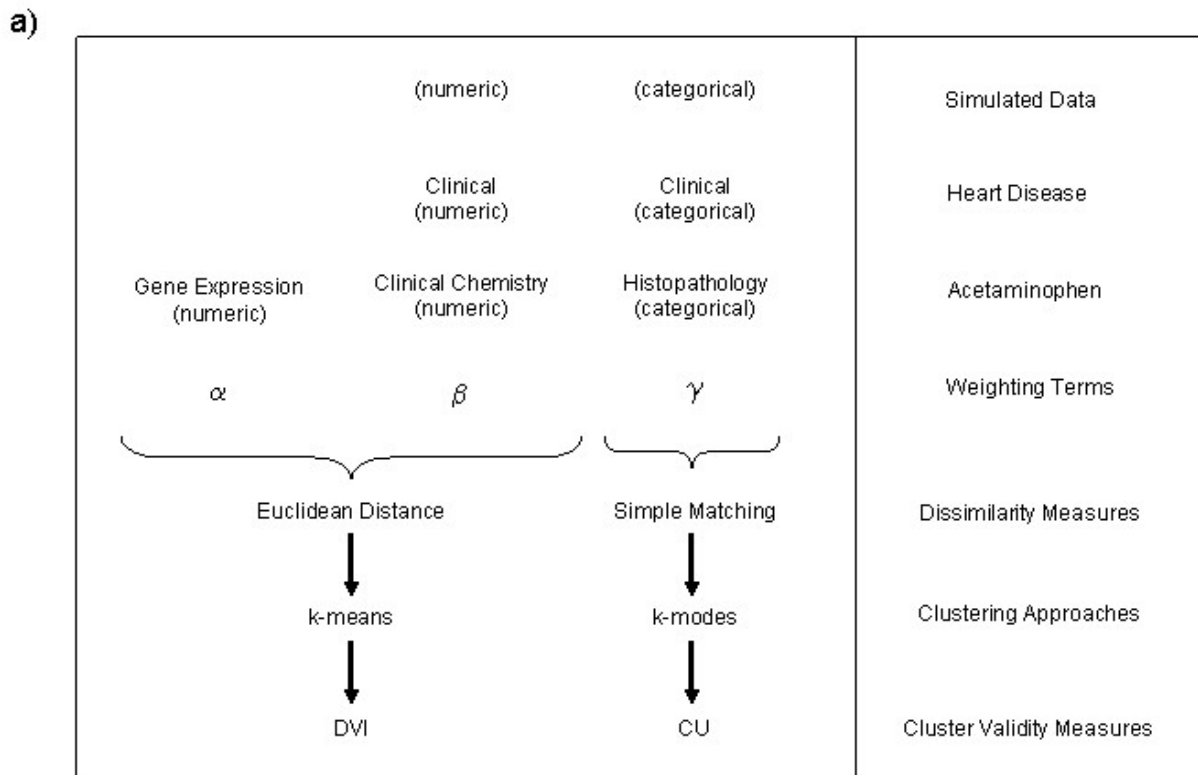 a)
(numeric) (categorical) Simulated Data
Clinical Clinical
(numeric) (categorical) Heart Disease
Gene Expression Clinical Chemistry Histopathology Acetaminophen
(numeric) (numeric) (categorical)
α β γ Weighting Terms
Euclidean Distance Simple Matching Dissimilarity Measures
k-means k-modes Clustering Approaches
DVI CU Cluster Validity Measures